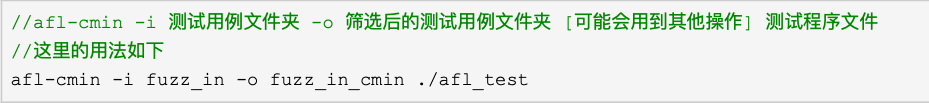 //afl-cmin -i 测试用例文件夹 -o 筛选后的测试用例文件夹 [可能会用到其他操作] 测试程序文件
//这里的用法如下
afl-cmin -i fuzz_in -o fuzz_in_cmin ./afl_test